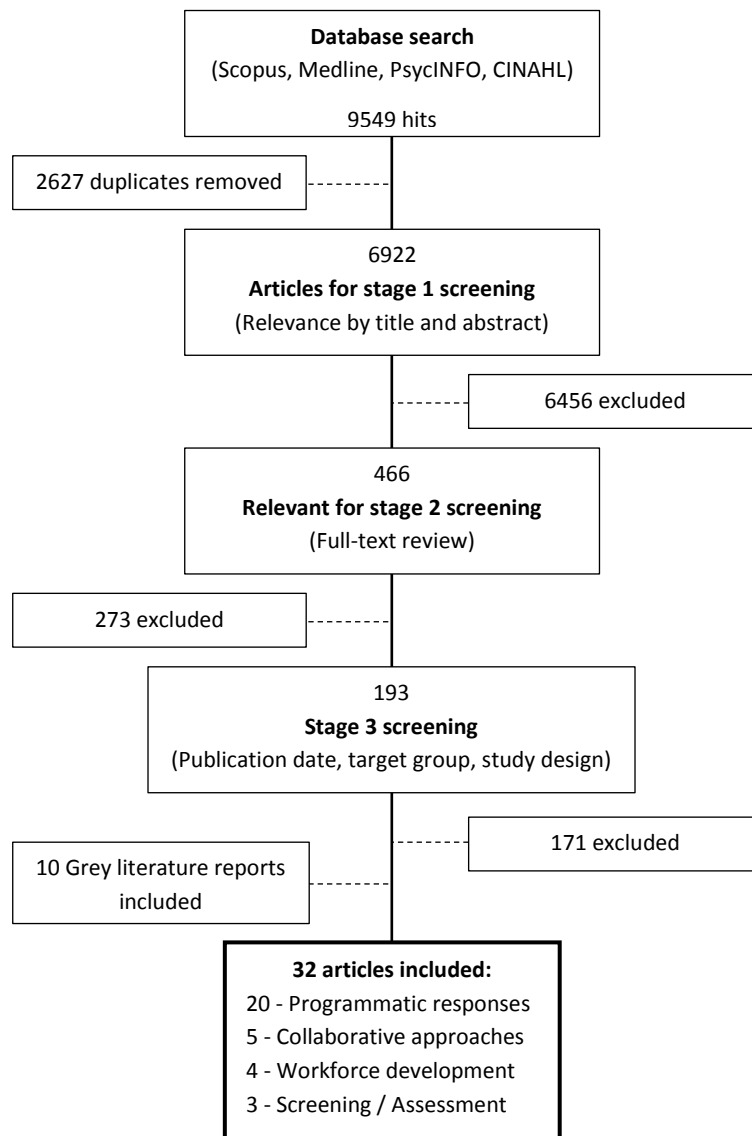 Database search
(Scopus, Medline, PsycINFO, CINAHL)
9549 hits
2627 duplicates removed
6922
Articles for stage 1 screening
(Relevance by title and abstract)
6456 excluded
466
Relevant for stage 2 screening
(Full-text review)
273 excluded
193
Stage 3 screening
(Publication date, target group, study design)
171 excluded
10 Grey literature reports
included
32 articles included:
20 - Programmatic responses
5 - Collaborative approaches
4 - Workforce development
3 - Screening / Assessment